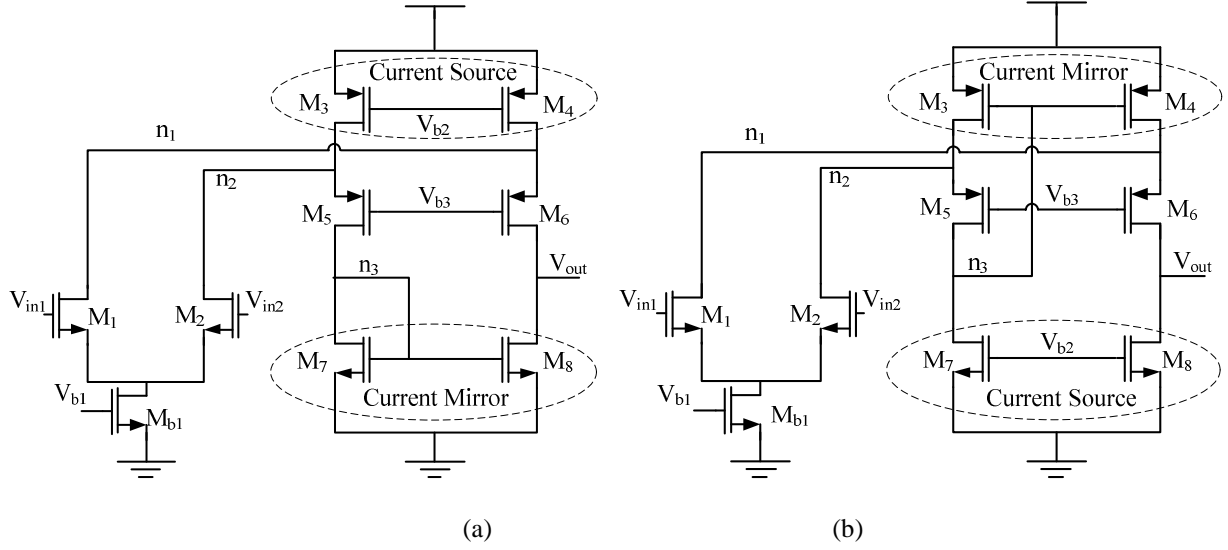 Current Source
M3
M4
Vb2
n1
n2
M5
Vb3
M6
n3
Vout
Vin1
M1
M2
Vin2
M7
M8
Vb1
Mb1
Current Mirror
(a)
Current Mirror
M3
M4
n1
n2
M5
Vb3
M6
n3
Vout
Vin1
M1
M2
Vin2
M7
Vb2
M8
Vb1
Mb1
Current Source
(b)